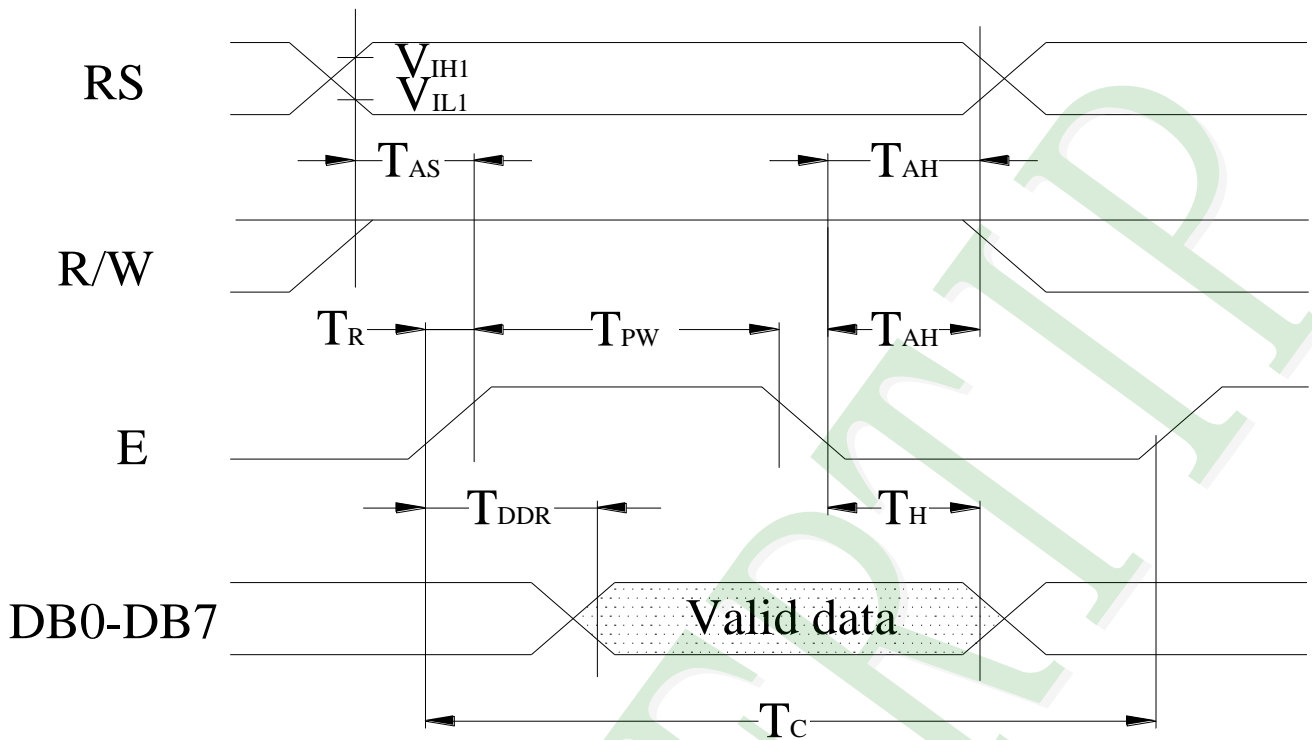 RS
VIH1
VIL1
TAS
TAH
R/W
TR
TPW
TAH
E
TDDR
TH
DB0-DB7
Valid data
TC